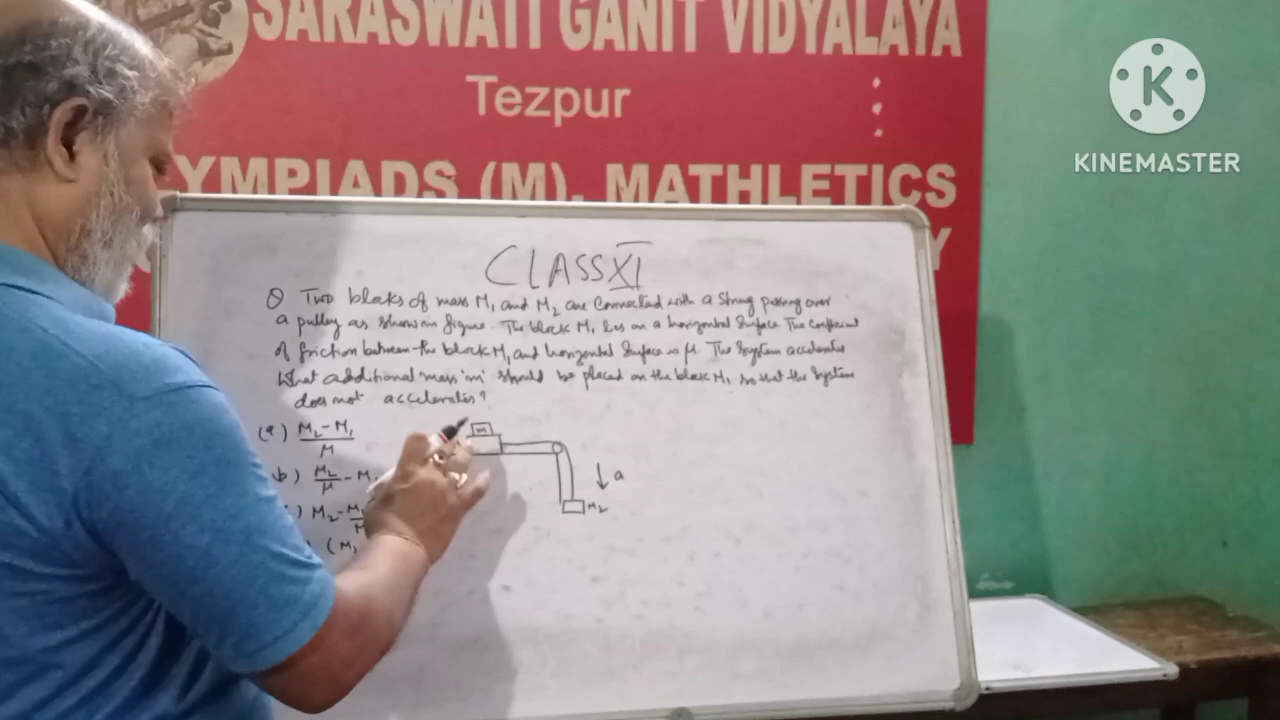 SARASWATI GANIT VIDYALAYA
Tezpur
YMPIADS (M), MATHLETICS
Y
KINEMASTER
CLASS XI
Q Two blocks of mass M₁ and M₂ are connected with a string passing over
a pulley as shown in figure. The block M₁ lies on a horizontal surface The coefficient
of friction between the block M₁ and horizontal surface is μ. The system accelerates
What additional mass 'm' should be placed on the block M₁ so that the system
does not accelerates?
(a) M₂-M₁/μ
b) M₂/μ - M
) M₂-M₁
(M₁
M
a
M₂